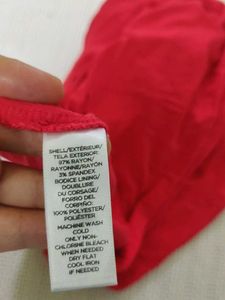 SHELL/EXTÉRIEUR/
TELA EXTERIOR:
97% RAYON/
RAYONNE/RAYÓN
3% SPANDEX
BODICE LINING/
DOUBLURE
DU CORSAGE/
FORRO DEL
CORPIÑO:
100% POLYESTER/
POLIÉSTER
MACHINE WASH
COLD
ONLY NON-
CHLORINE BLEACH
WHEN NEEDED
DRY FLAT
COOL IRON
IF NEEDED